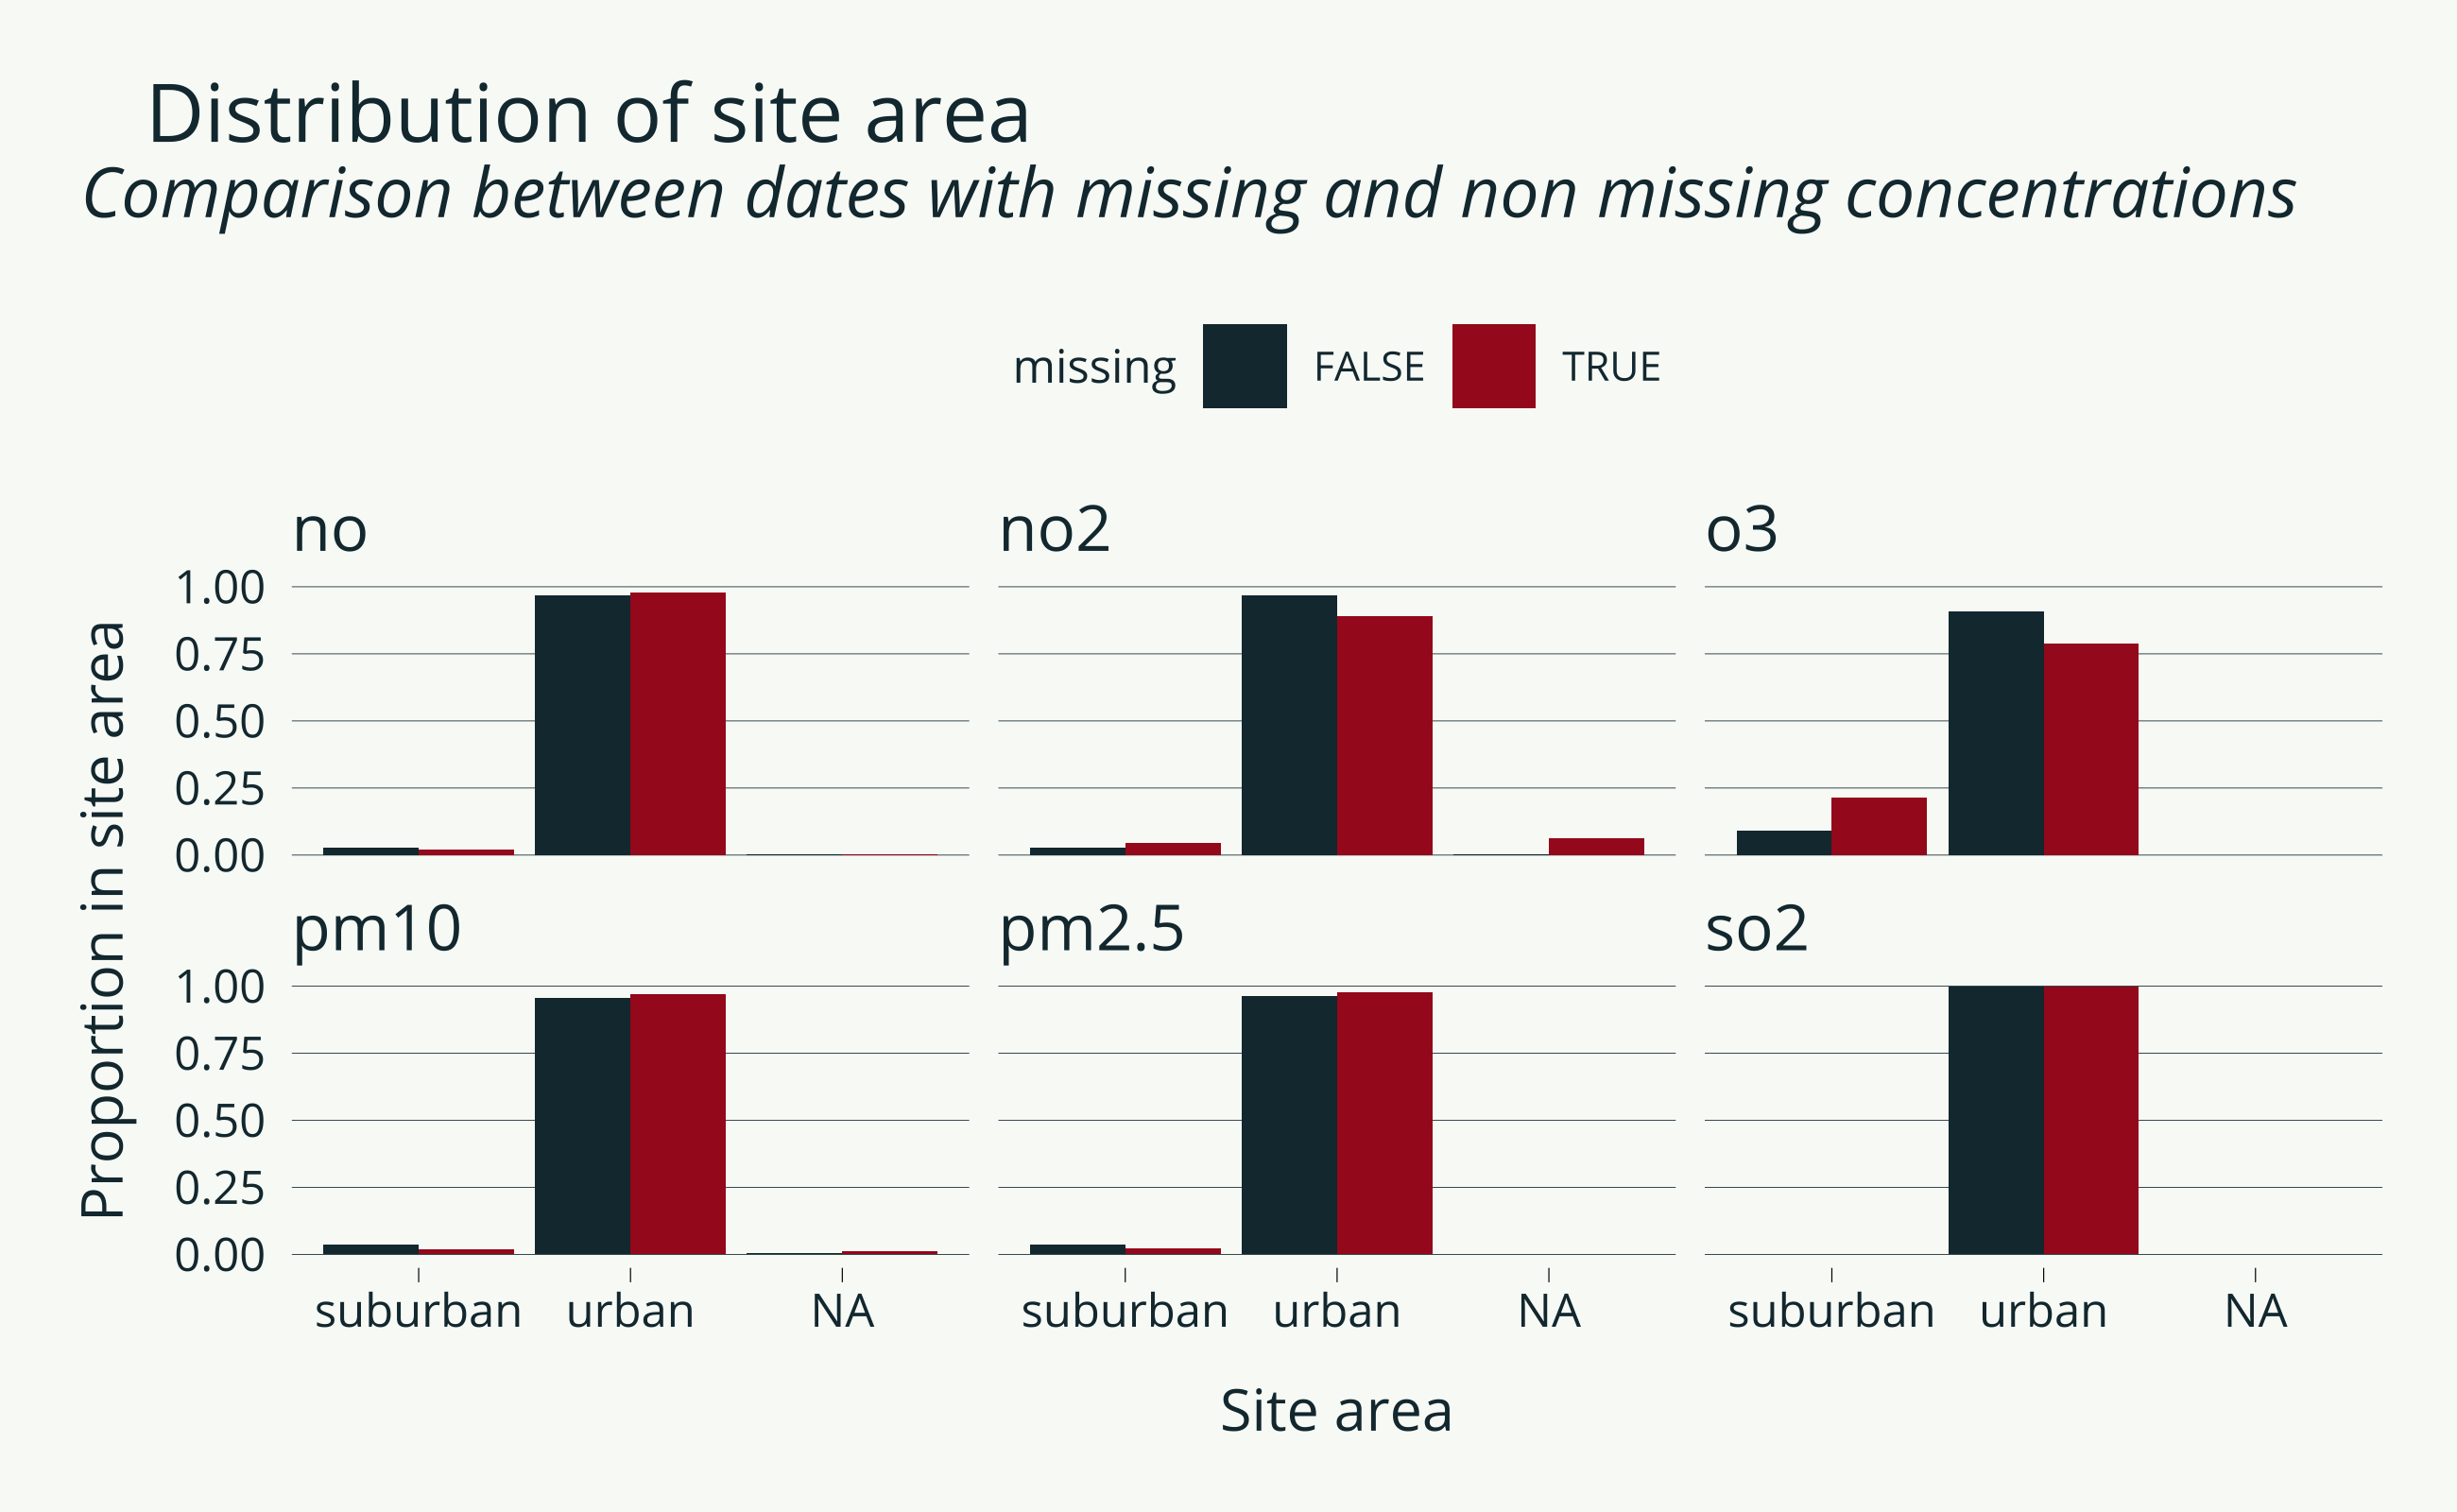 Distribution of site area
Comparison between dates with missing and non missing concentrations
missing FALSE TRUE
no no2 o3
1.00
0.75
0.50
0.25
0.00
pm10 pm2.5 so2
1.00
0.75
0.50
0.25
0.00
Proportion in site area
suburban urban NA suburban urban NA suburban urban NA
Site area